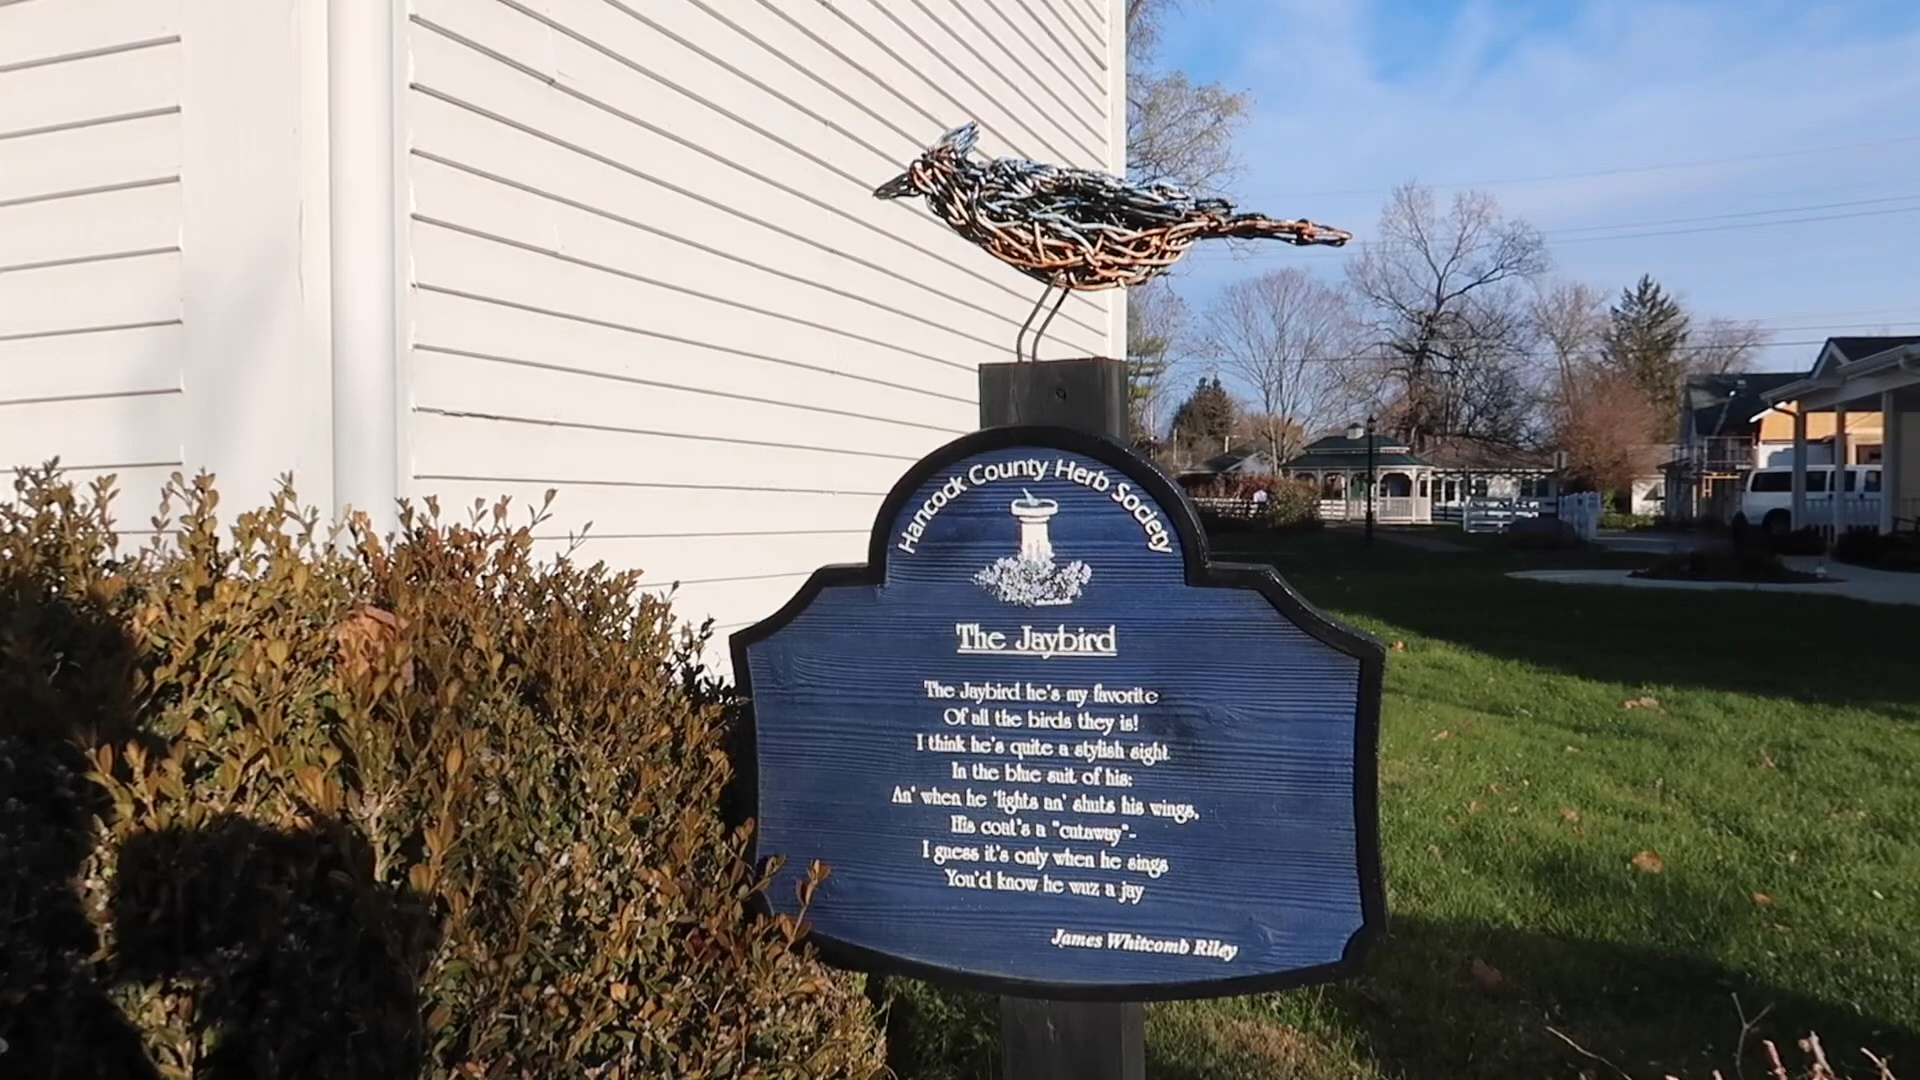 Hancock County Herb Society
The Jaybird
The Jaybird he's my favorite
Of all the birds they is!
I think he's quite a stylish sight
In the blue suit of his:
An' when he 'lights an' shuts his wings,
His coat's a "cutaway"-
I guess it's only when he sings
You'd know he wuz a jay
James Whitcomb Riley